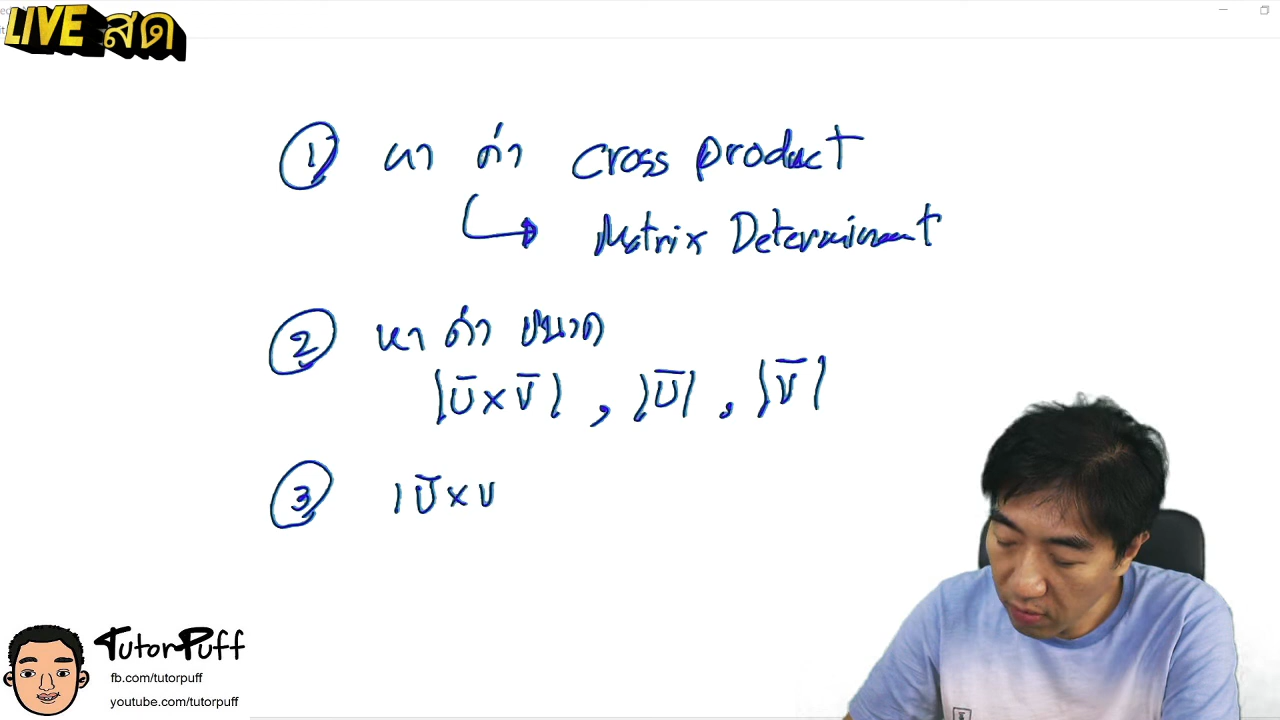 LIVE สด
① หา ค่า Cross product
Matrix Determinant
② หา ค่า ขนาด
|Ū×V̄|, |Ū|, |V̄|
③ |Ū×V
TutorPuff
fb.com/tutorpuff
youtube.com/tutorpuff